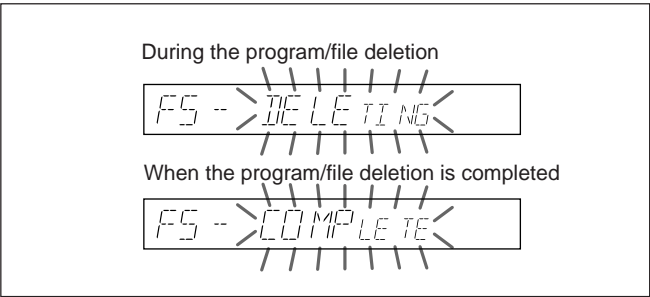 During the program/file deletion
FS - DELETING
When the program/file deletion is completed
FS - COMPLETE